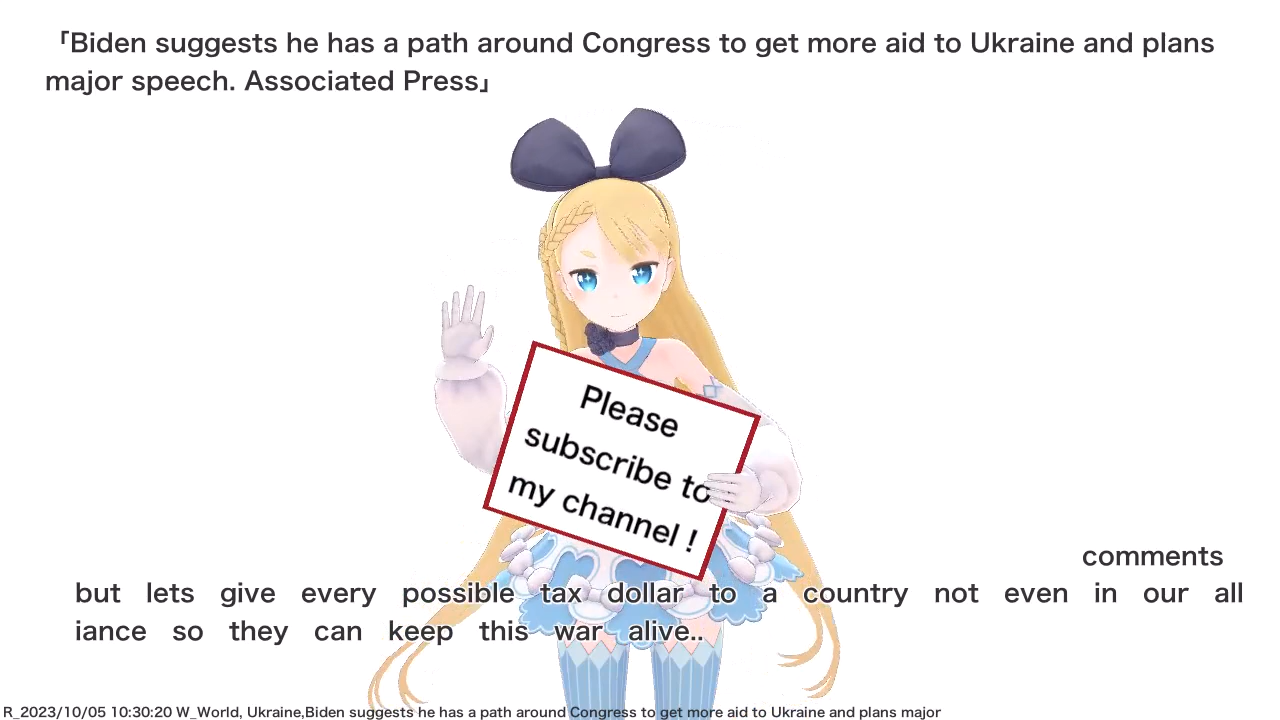 「Biden suggests he has a path around Congress to get more aid to Ukraine and plans
major speech. Associated Press」
Please
subscribe to
my channel !
comments
but lets give every possible tax dollar to a country not even in our all
iance so they can keep this war alive..
R_2023/10/05 10:30:20 W_World, Ukraine,Biden suggests he has a path around Congress to get more aid to Ukraine and plans major